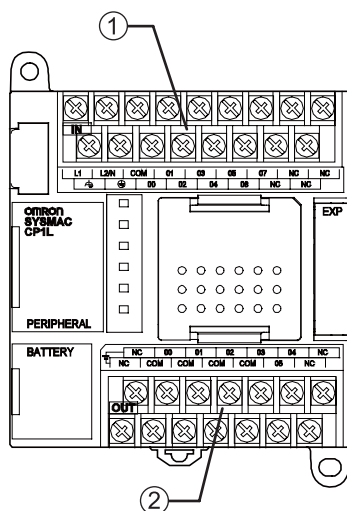 ①
IN
L1 L2/N COM 01 03 05 07 NC NC
00 02 04 06 NC NC
OMRON
SYSMAC
CP1L
EXP
PERIPHERAL
BATTERY
NC 00 01 02 03 04 NC
NC COM COM COM COM 05 NC
OUT
②